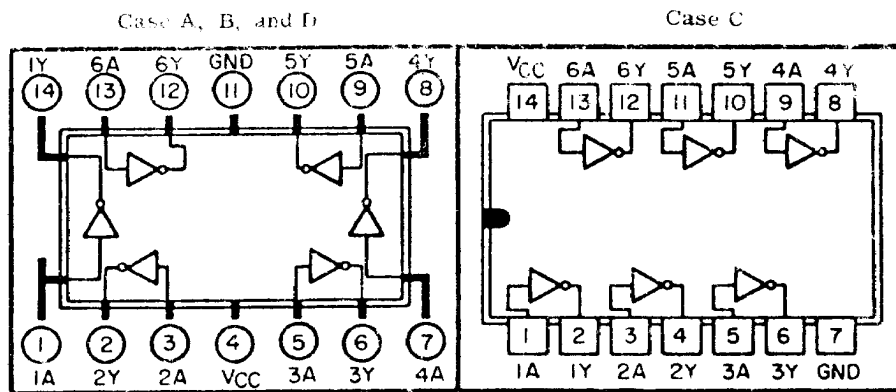 Case A, B, and D
Case C
1Y 6A 6Y GND 5Y 5A 4Y
14 13 12 11 10 9 8
1 2 3 4 5 6 7
1A 2Y 2A VCC 3A 3Y 4A
VCC 6A 6Y 5A 5Y 4A 4Y
14 13 12 11 10 9 8
1 2 3 4 5 6 7
1A 1Y 2A 2Y 3A 3Y GND